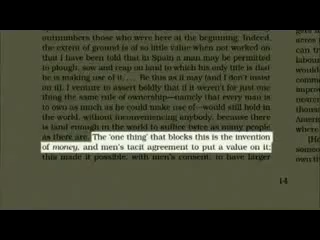 outnumbers those who were here at the beginning. Indeed,
the extent of ground is of so little value when not worked on
that I have been told that in Spain a man may be permitted
to plough, sow and reap on land to which his only title is that
he is making use of it. . . . Be this as it may (and I don't insist
on it), I venture to assert boldly that if it weren't for just one
thing the same rule of ownership—namely that every man is
to own as much as he could make use of—would still hold in
the world, without inconveniencing anybody, because there
is land enough in the world to suffice twice as many people
as there are. The 'one thing' that blocks this is the invention
of money, and men's tacit agreement to put a value on it;
this made it possible, with men's consent, to have larger
14